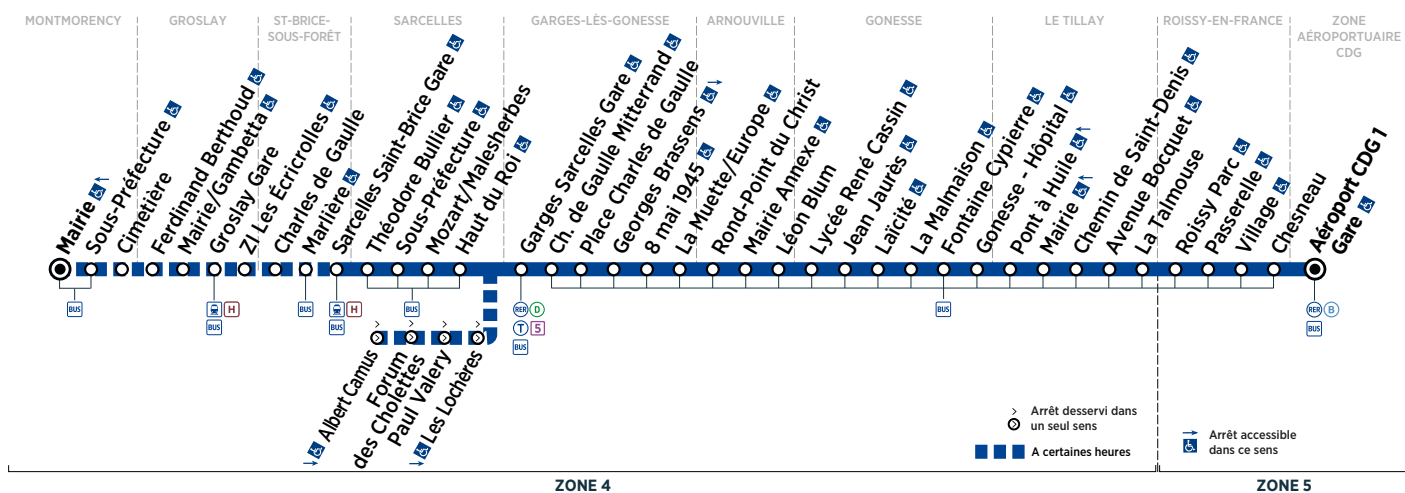 MONTMORENCY
GROSLAY
ST-BRICE-
SOUS-FORÊT
SARCELLES
GARGES-LÈS-GONESSE
ARNOUVILLE
GONESSE
LE TILLAY
ROISSY-EN-FRANCE
ZONE
AÉROPORTUAIRE
CDG
Mairie
Sous-Préfecture
Cimetière
Ferdinand Berthoud
Mairie/Gambetta
Groslay Gare
ZI Les Écricrolles
Charles de Gaulle
Marlière
Sarcelles Saint-Brice Gare
Théodore Bullier
Sous-Préfecture
Mozart/Malesherbes
Haut du Roi
Garges Sarcelles Gare
Ch. de Gaulle Mitterrand
Place Charles de Gaulle
Georges Brassens
8 mai 1945
La Muette/Europe
Rond-Point du Christ
Mairie Annexe
Léon Blum
Lycée René Cassin
Jean Jaurès
Laïcité
La Malmaison
Fontaine Cypierre
Gonesse - Hôpital
Pont à Huile
Mairie
Chemin de Saint-Denis
Avenue Bocquet
La Talmouse
Roissy Parc
Passerelle
Village
Chesneau
Aéroport CDG 1
Gare
BUS
H
BUS
BUS
H
BUS
BUS
RER D
T 5
BUS
BUS
RER B
BUS
Albert Camus
Forum
des Cholettes
Paul Valery
Les Lochères
Arrêt desservi dans
un seul sens
A certaines heures
Arrêt accessible
dans ce sens
ZONE 4
ZONE 5